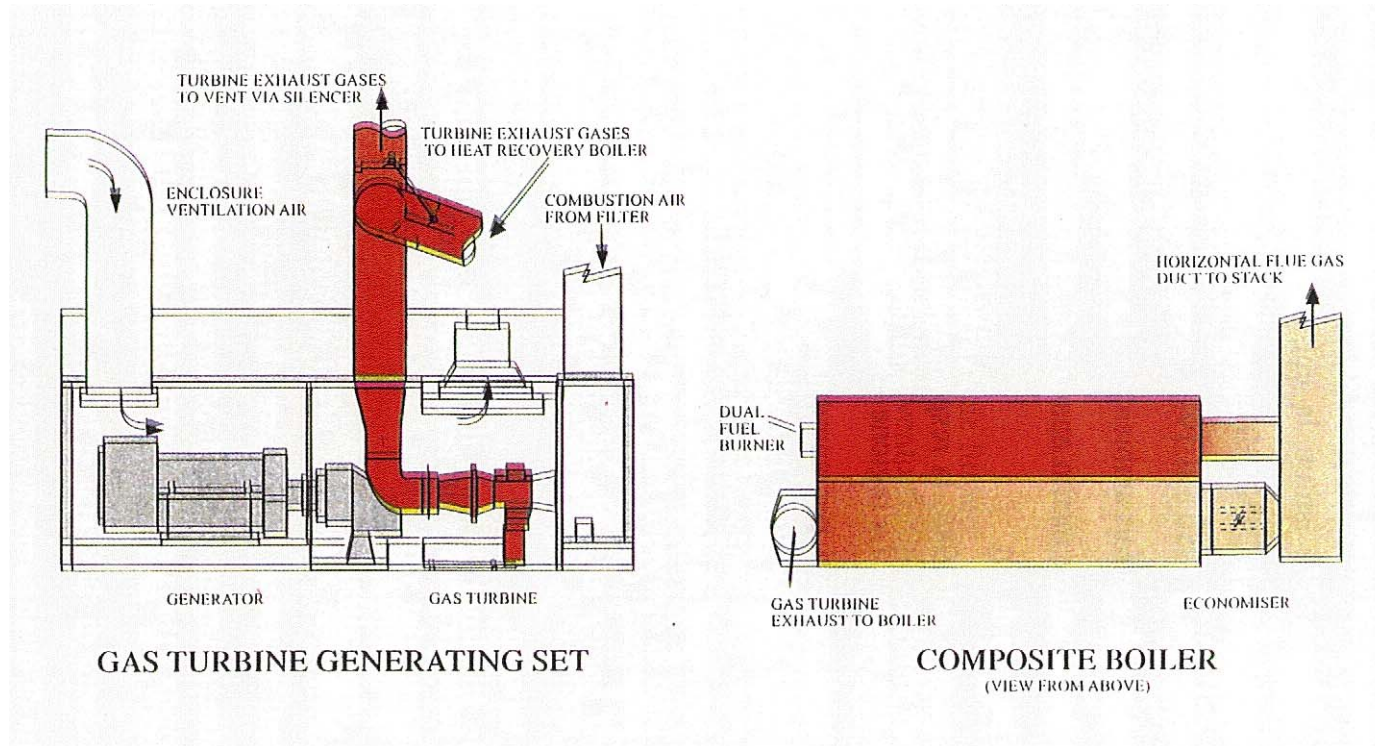 TURBINE EXHAUST GASES
TO VENT VIA SILENCER
TURBINE EXHAUST GASES
TO HEAT RECOVERY BOILER
ENCLOSURE
VENTILATION AIR
COMBUSTION AIR
FROM FILTER
GENERATOR
GAS TURBINE
GAS TURBINE GENERATING SET
HORIZONTAL FLUE GAS
DUCT TO STACK
DUAL
FUEL
BURNER
GAS TURBINE
EXHAUST TO BOILER
ECONOMISER
COMPOSITE BOILER
(VIEW FROM ABOVE)